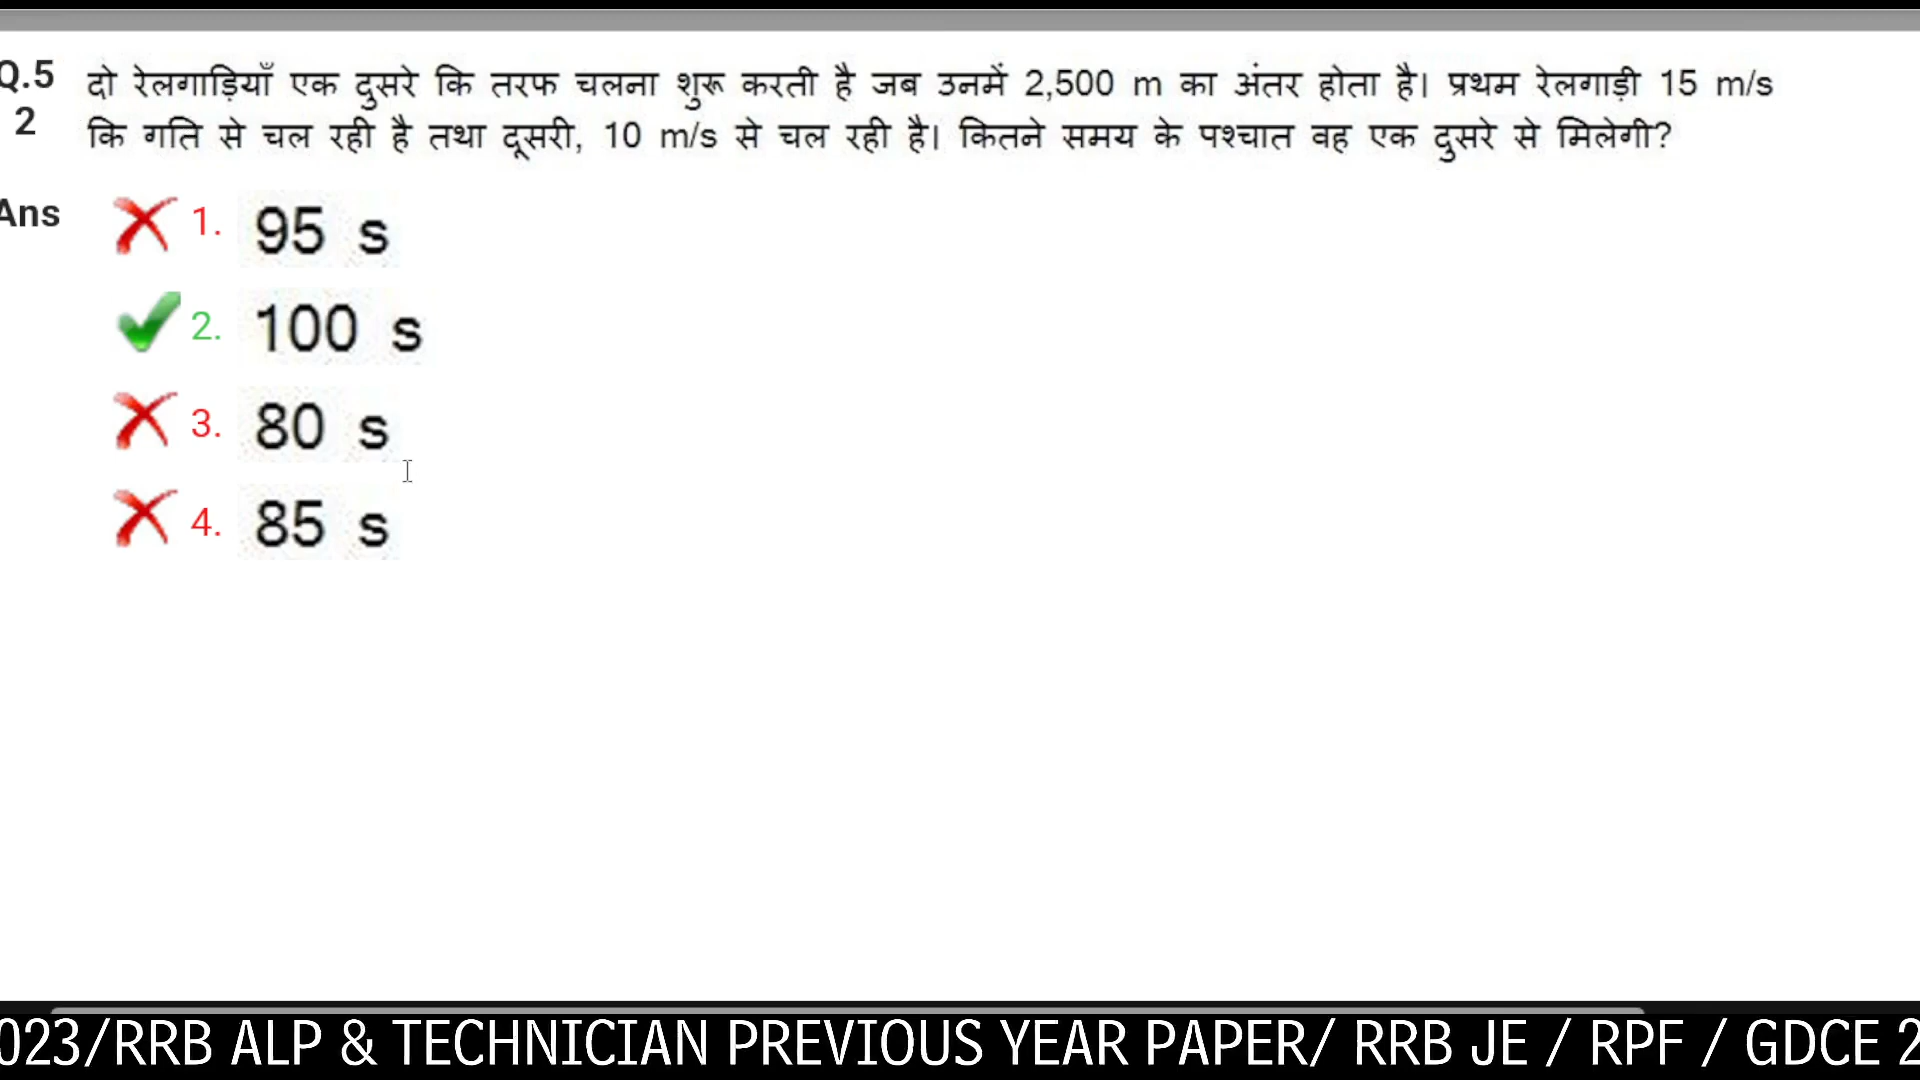 Q.5 दो रेलगाड़ियाँ एक दुसरे कि तरफ चलना शुरू करती है जब उनमें 2,500 m का अंतर होता है। प्रथम रेलगाड़ी 15 m/s
2 कि गति से चल रही है तथा दूसरी, 10 m/s से चल रही है। कितने समय के पश्चात वह एक दुसरे से मिलेगी?
Ans 1. 95 s
2. 100 s
3. 80 s
4. 85 s
023/RRB ALP & TECHNICIAN PREVIOUS YEAR PAPER/ RRB JE / RPF / GDCE 2